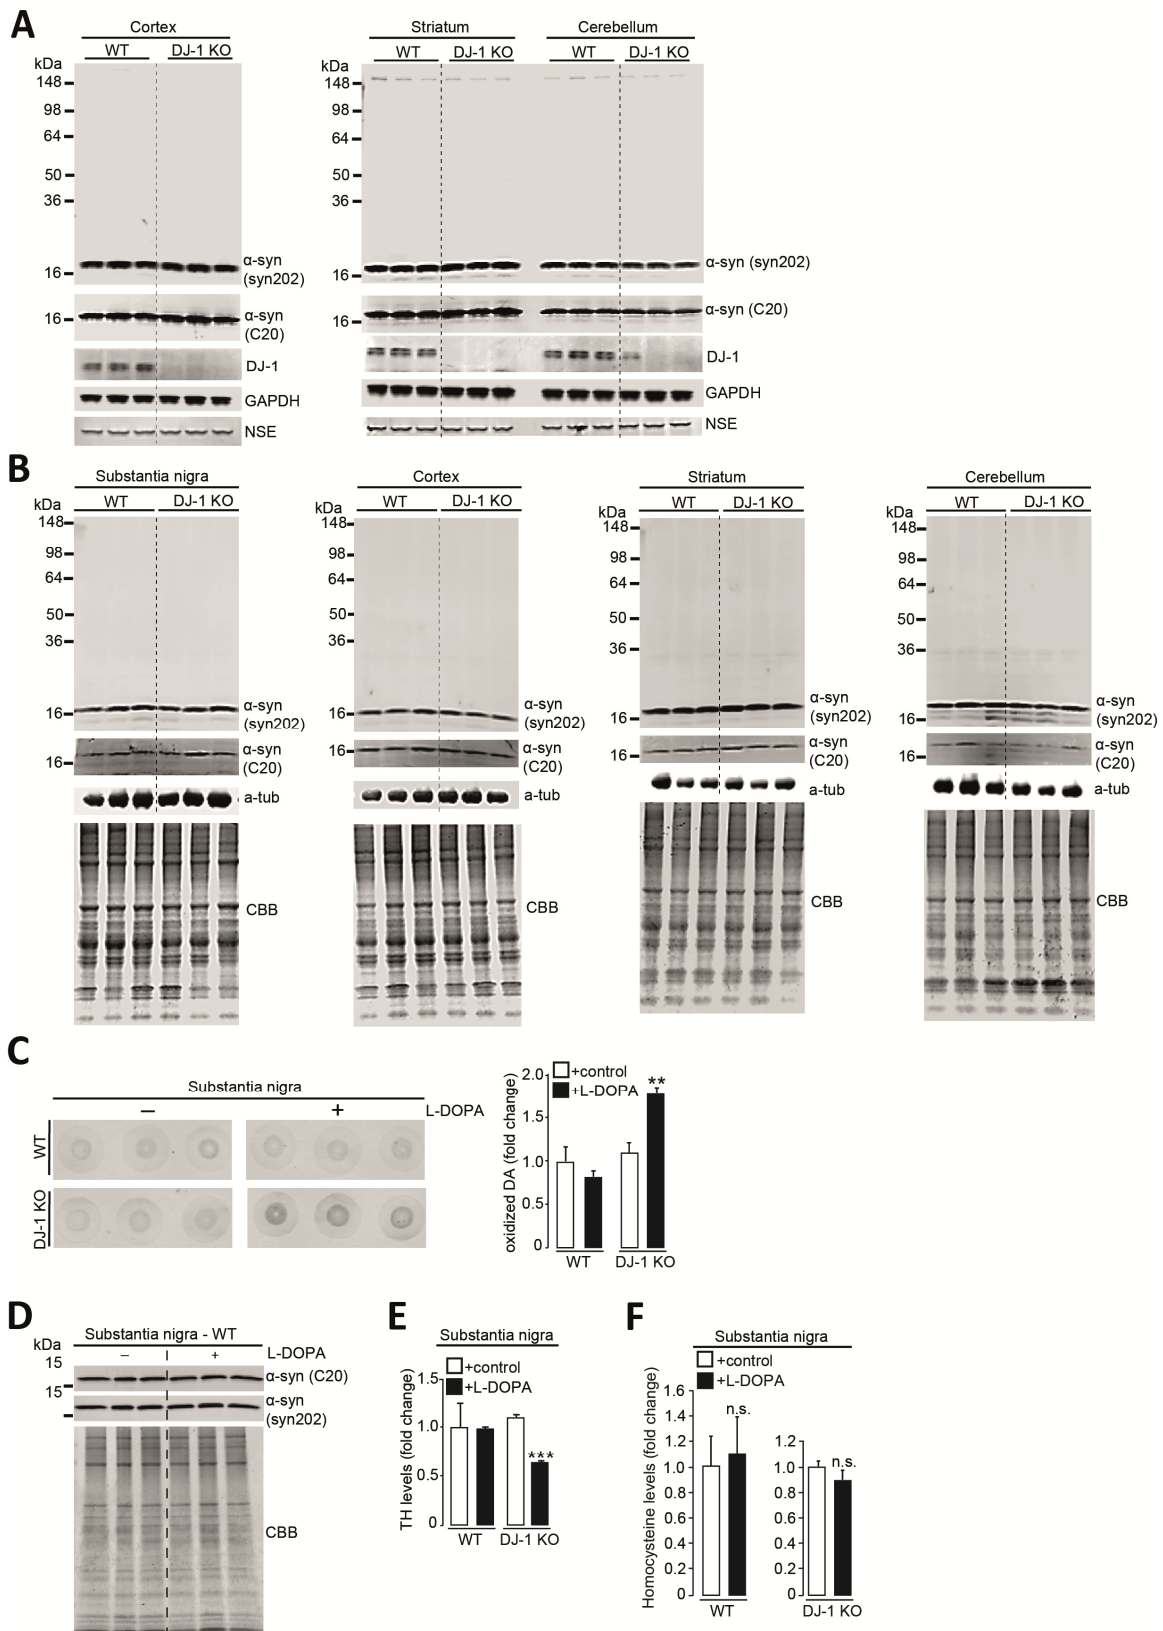 A
Cortex
WT DJ-1 KO
kDa
148
98
64
50
36
16
α-syn
(syn202)
16
α-syn
(C20)
DJ-1
GAPDH
NSE
Striatum Cerebellum
WT DJ-1 KO WT DJ-1 KO
kDa
148
98
64
50
36
16
α-syn (syn202)
16
α-syn (C20)
DJ-1
GAPDH
NSE
B
Substantia nigra
WT DJ-1 KO
kDa
148
98
64
50
36
16
α-syn
(syn202)
16
α-syn
(C20)
a-tub
CBB
Cortex
WT DJ-1 KO
kDa
148
98
64
50
36
16
α-syn
(syn202)
16
α-syn
(C20)
a-tub
CBB
Striatum
WT DJ-1 KO
kDa
148
98
64
50
36
16
α-syn
(syn202)
16
α-syn
(C20)
a-tub
CBB
Cerebellum
WT DJ-1 KO
kDa
148
98
64
50
36
16
α-syn
(syn202)
16
α-syn
(C20)
a-tub
CBB
C
Substantia nigra
– + L-DOPA
WT
DJ-1 KO
oxidized DA (fold change)
2.0
1.5
1.0
0.5
0
+control
+L-DOPA
**
WT DJ-1 KO
D
Substantia nigra - WT
kDa
– + L-DOPA
15
α-syn (C20)
15
α-syn
(syn202)
CBB
E
Substantia nigra
+control
+L-DOPA
TH levels (fold change)
1.5
1.0
0.5
0
***
WT DJ-1 KO
F
Substantia nigra
+control
+L-DOPA
Homocysteine levels (fold change)
1.6
1.4
1.2
1.0
0.8
0.6
0.4
0.2
0
n.s.
WT
1.2
1.0
0.8
0.6
0.4
0.2
0
n.s.
DJ-1 KO